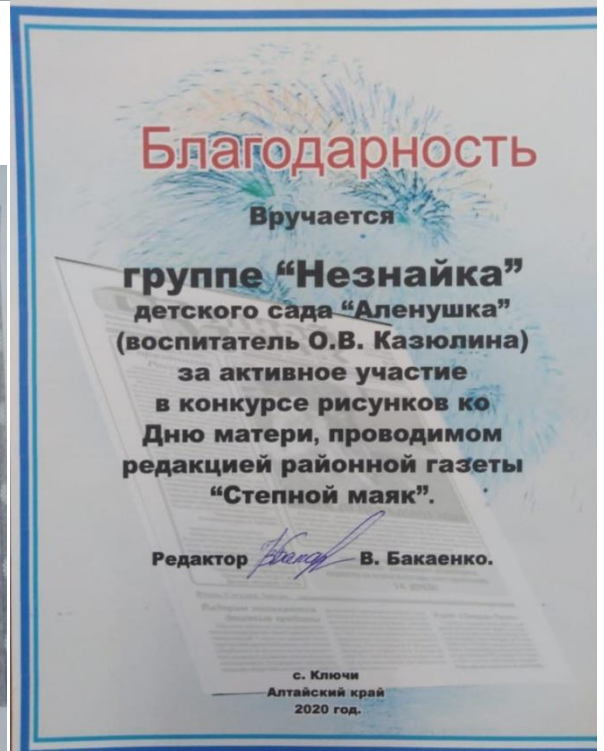 Благодарность
Вручается
группе “Незнайка”
детского сада “Аленушка”
(воспитатель О.В. Казюлина)
за активное участие
в конкурсе рисунков ко
Дню матери, проводимом
редакцией районной газеты
“Степной маяк”.
Редактор В. Бакаенко.
с. Ключи
Алтайский край
2020 год.